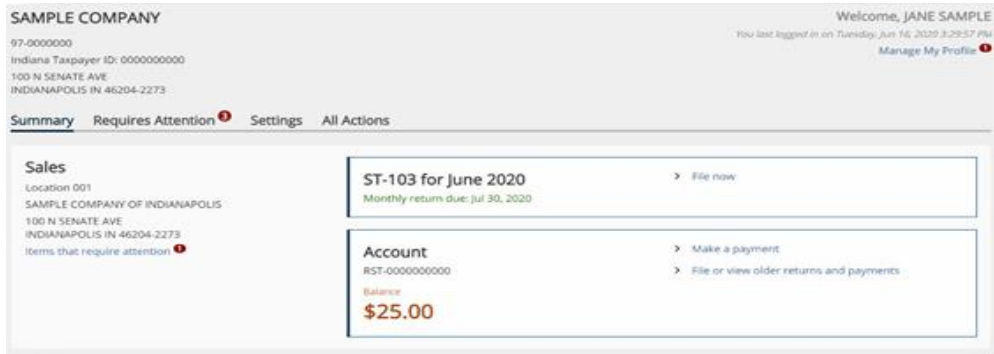 SAMPLE COMPANY
97-0000000
Indiana Taxpayer ID: 0000000000
100 N SENATE AVE
INDIANAPOLIS IN 46204-2273
Welcome, JANE SAMPLE
You last logged in on Tuesday, Jun 16, 2020 3:29:57 PM
Manage My Profile 1
Summary Requires Attention 3 Settings All Actions
Sales
Location 001
SAMPLE COMPANY OF INDIANAPOLIS
100 N SENATE AVE
INDIANAPOLIS IN 46204-2273
Items that require attention 1
ST-103 for June 2020
Monthly return due: Jul 30, 2020
> File now
Account
RST-0000000000
Balance
$25.00
> Make a payment
> File or view older returns and payments